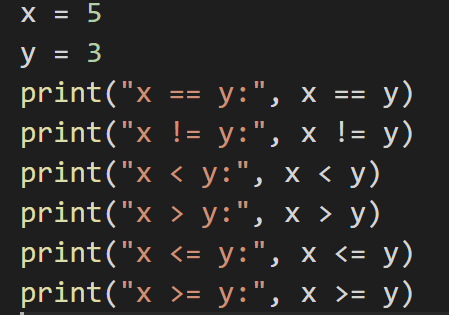 x = 5
y = 3
print("x == y:", x == y)
print("x != y:", x != y)
print("x < y:", x < y)
print("x > y:", x > y)
print("x <= y:", x <= y)
print("x >= y:", x >= y)